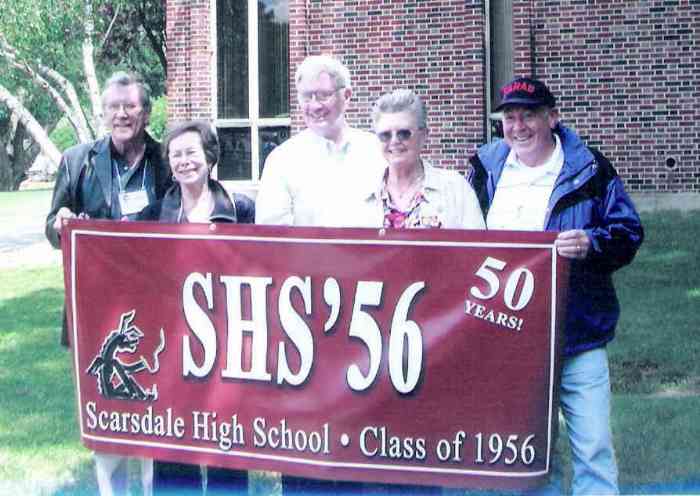 SHS '56
50
YEARS!
Scarsdale High School • Class of 1956